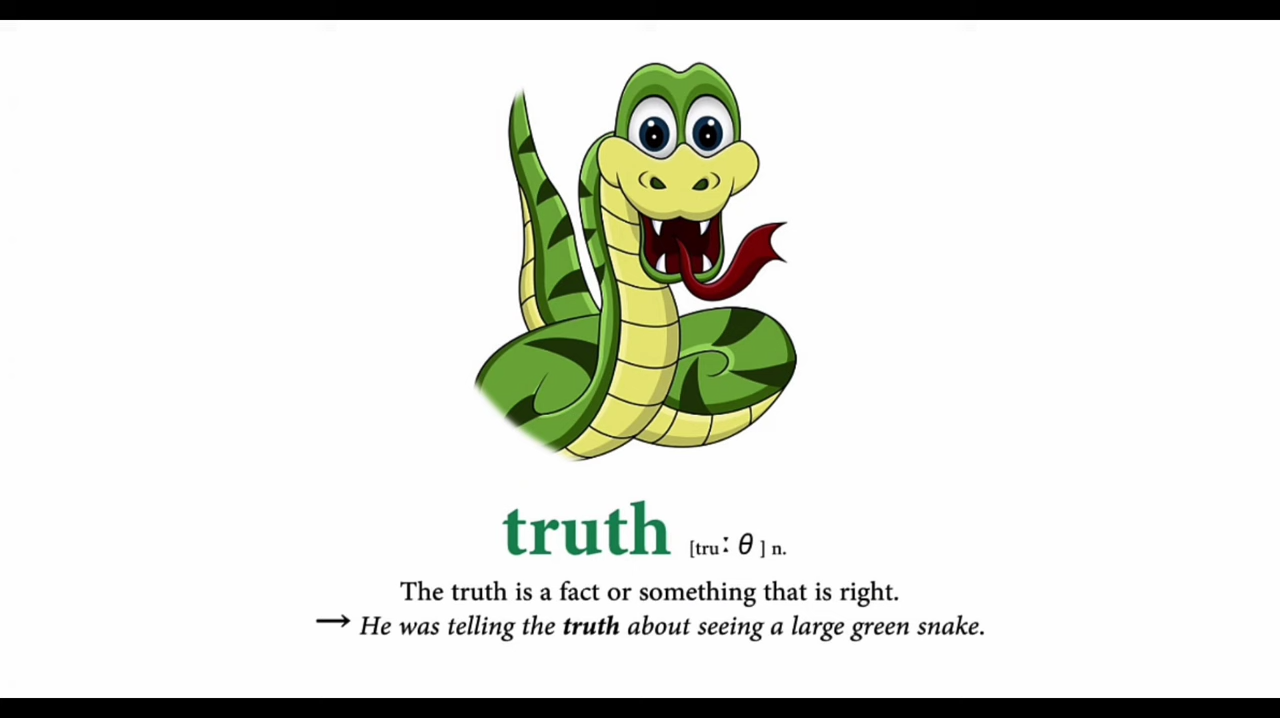 truth [truː θ ] n.
The truth is a fact or something that is right.
→ He was telling the truth about seeing a large green snake.